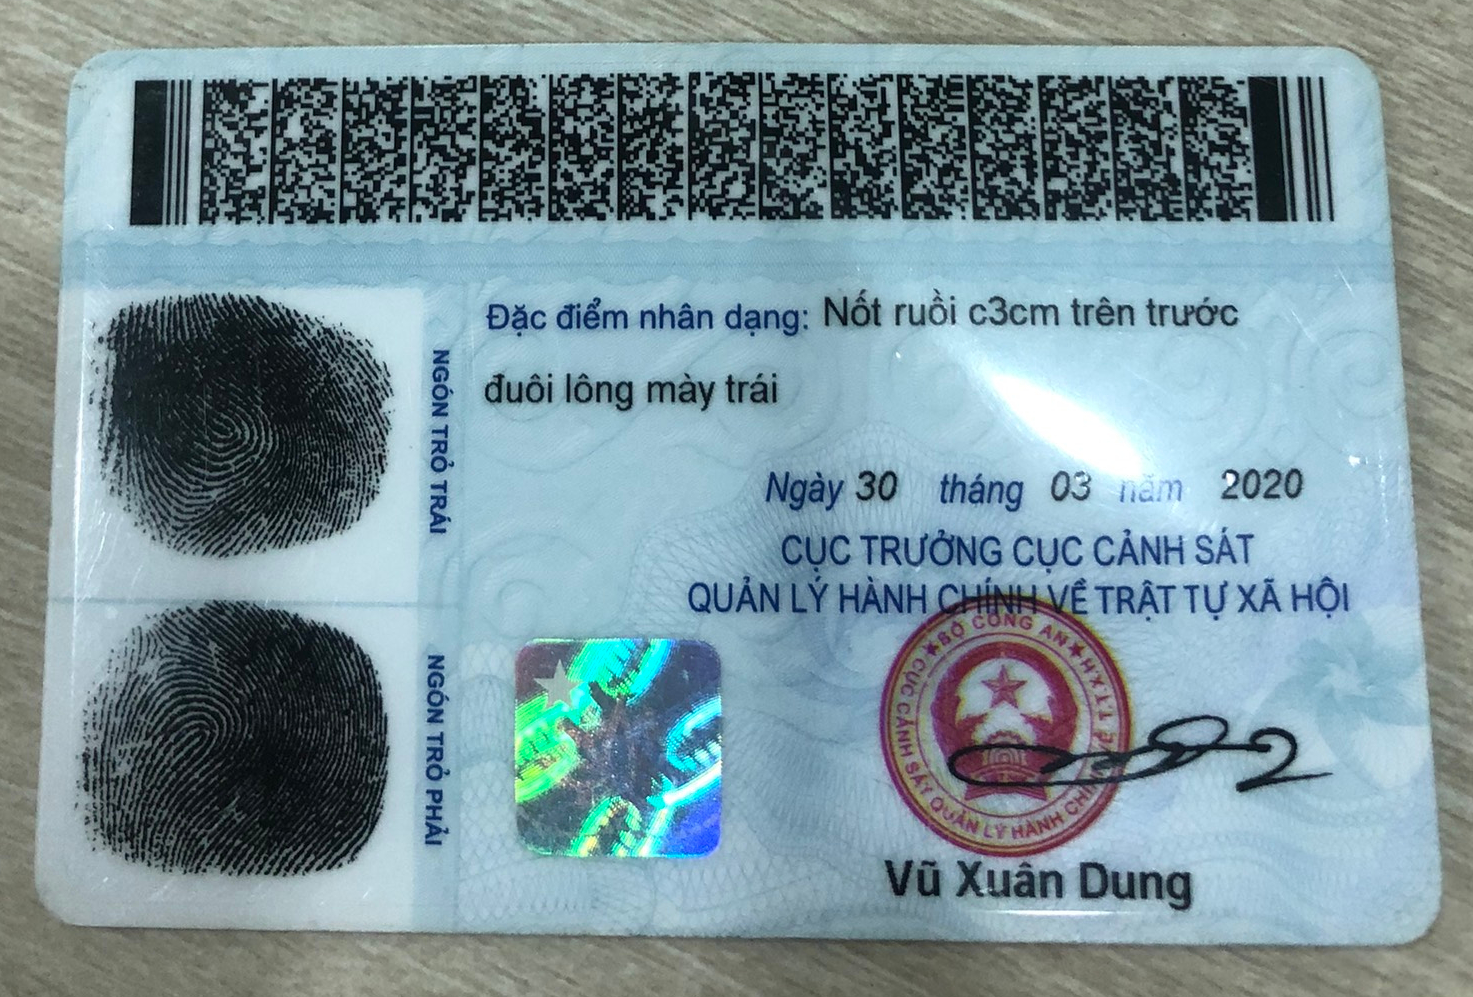 Đặc điểm nhân dạng: Nốt ruồi c3cm trên trước
đuôi lông mày trái
NGÓN TRỎ TRÁI
Ngày 30 tháng 03 năm 2020
CỤC TRƯỞNG CỤC CẢNH SÁT
QUẢN LÝ HÀNH CHÍNH VỀ TRẬT TỰ XÃ HỘI
NGÓN TRỎ PHẢI
★BỘ CÔNG AN★
CỤC CẢNH SÁT QUẢN LÝ HÀNH CHÍNH VỀ T.T.X.H
Vũ Xuân Dung